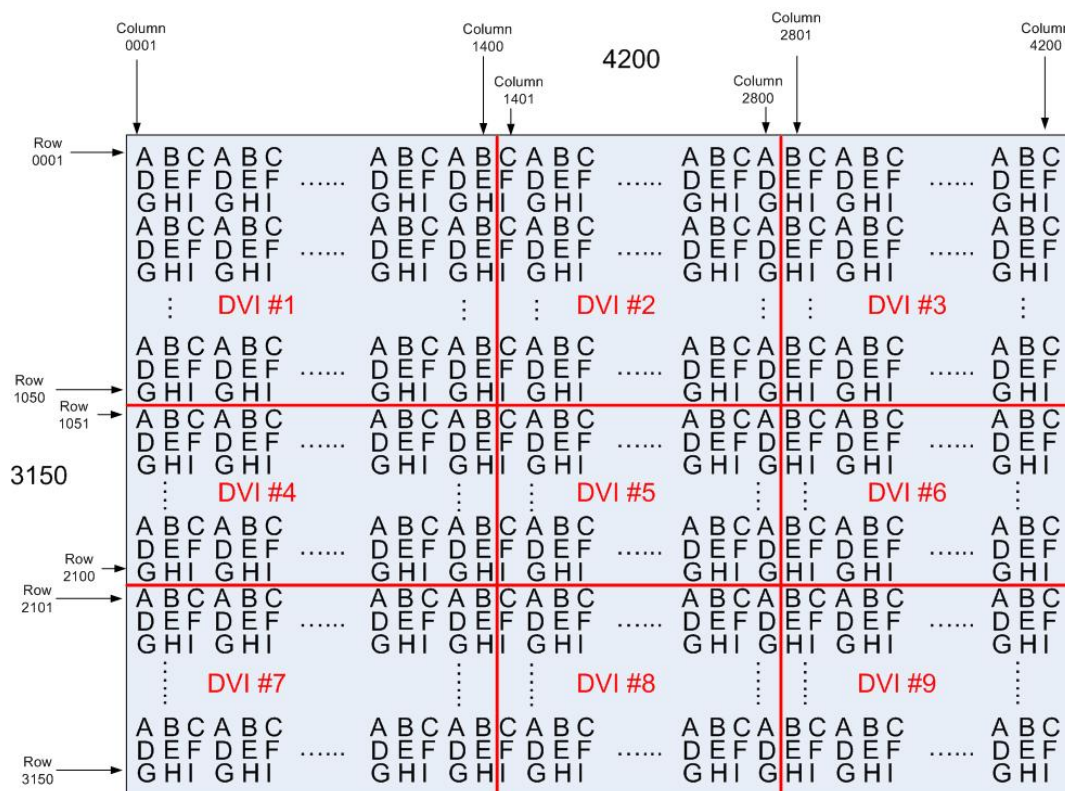 Column 0001
Column 1400
4200
Column 2801
Column 4200
Column 1401
Column 2800
Row 0001
A B C A B C A B C A B C A B C A B C A B C A B C A B C
D E F D E F ...... D E F D E F D E F ...... D E F D E F D E F ...... D E F
G H I G H I G H I G H I G H I G H I G H I G H I G H I
A B C A B C A B C A B C A B C A B C A B C A B C A B C
D E F D E F ...... D E F D E F D E F ...... D E F D E F D E F ...... D E F
G H I G H I G H I G H I G H I G H I G H I G H I G H I
DVI #1 DVI #2 DVI #3
A B C A B C A B C A B C A B C A B C A B C A B C A B C
D E F D E F ...... D E F D E F D E F ...... D E F D E F D E F ...... D E F
Row 1050
G H I G H I G H I G H I G H I G H I G H I G H I G H I
Row 1051
A B C A B C A B C A B C A B C A B C A B C A B C A B C
D E F D E F ...... D E F D E F D E F ...... D E F D E F D E F ...... D E F
G H I G H I G H I G H I G H I G H I G H I G H I G H I
3150
DVI #4 DVI #5 DVI #6
A B C A B C A B C A B C A B C A B C A B C A B C A B C
D E F D E F ...... D E F D E F D E F ...... D E F D E F D E F ...... D E F
Row 2100
G H I G H I G H I G H I G H I G H I G H I G H I G H I
Row 2101
A B C A B C A B C A B C A B C A B C A B C A B C A B C
D E F D E F ...... D E F D E F D E F ...... D E F D E F D E F ...... D E F
G H I G H I G H I G H I G H I G H I G H I G H I G H I
DVI #7 DVI #8 DVI #9
A B C A B C A B C A B C A B C A B C A B C A B C A B C
D E F D E F ...... D E F D E F D E F ...... D E F D E F D E F ...... D E F
Row 3150
G H I G H I G H I G H I G H I G H I G H I G H I G H I